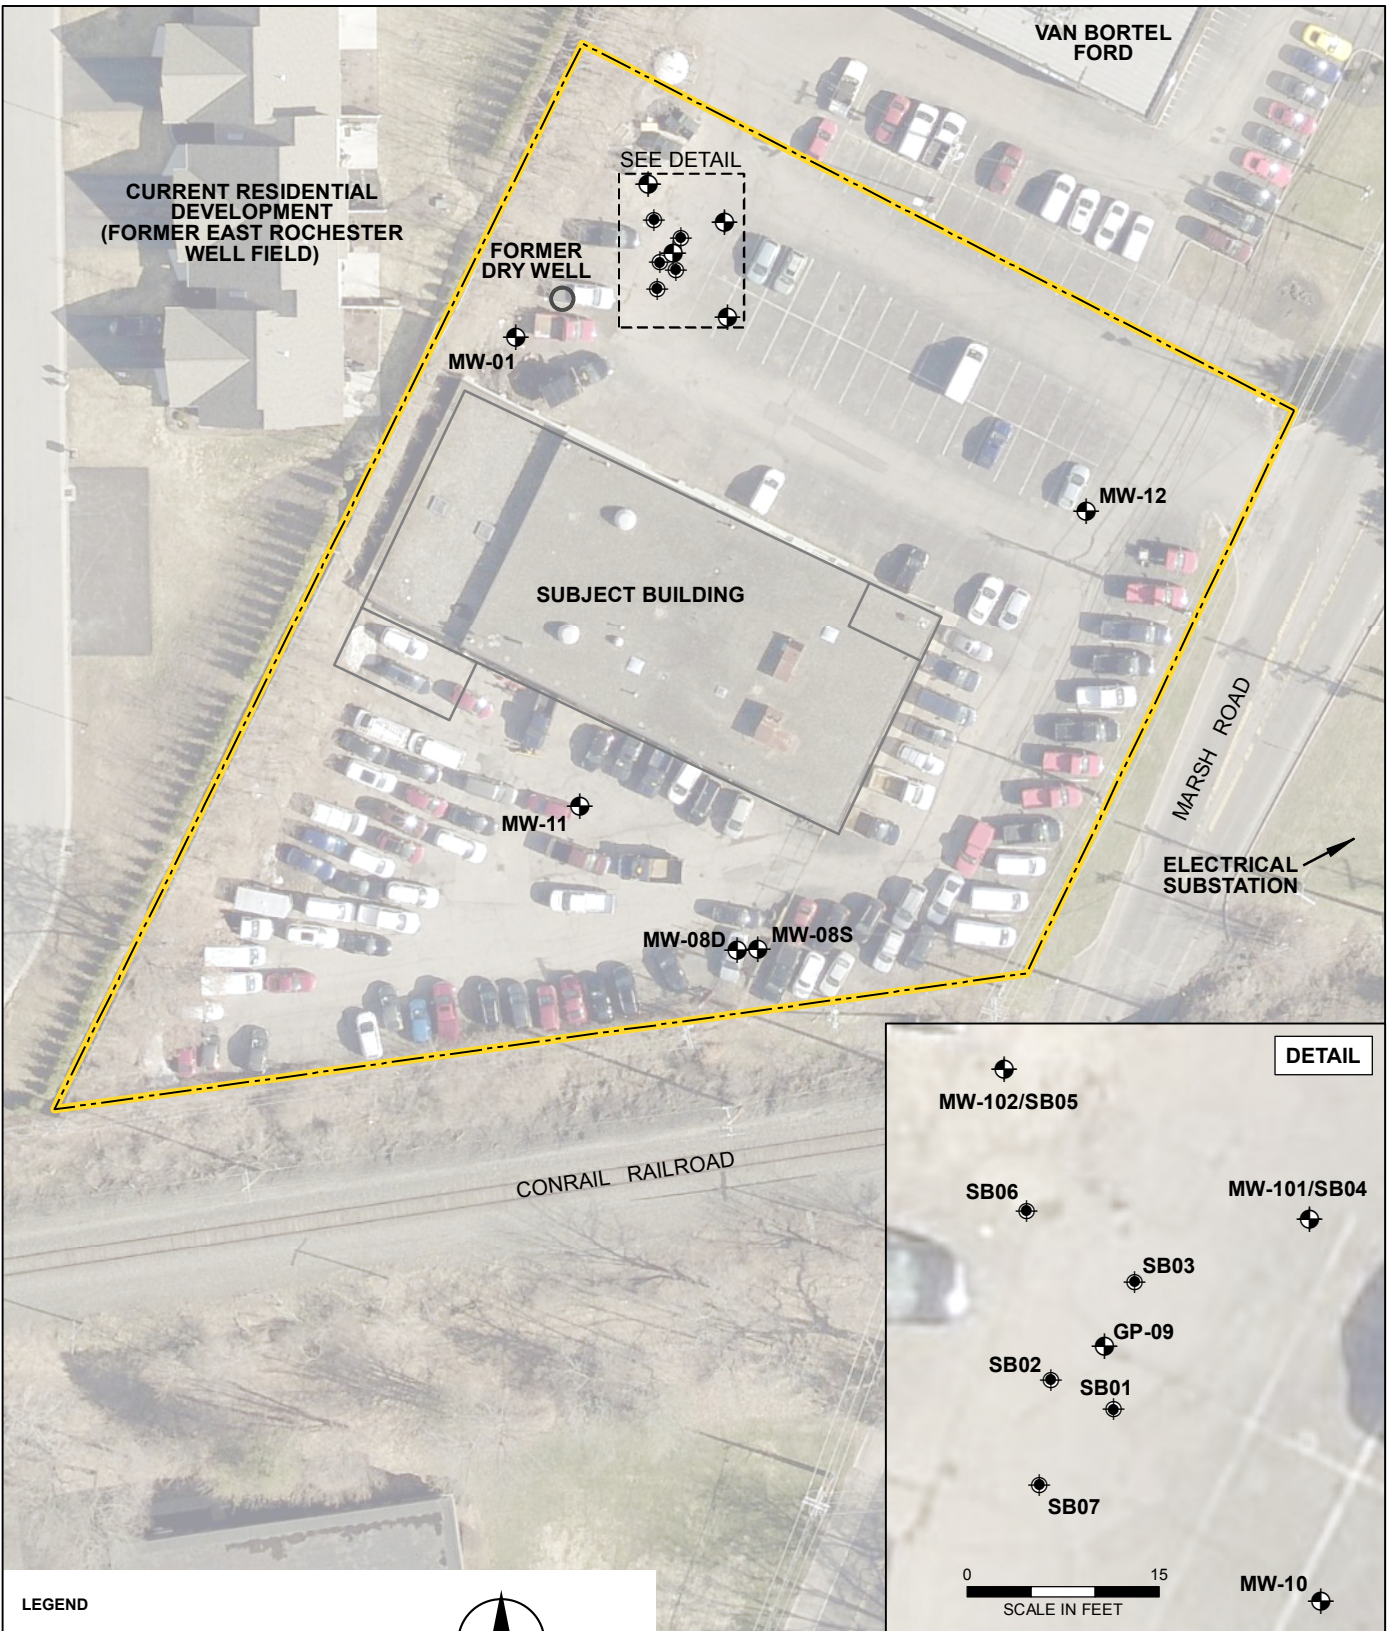 VAN BORTEL
FORD
SEE DETAIL
CURRENT RESIDENTIAL
DEVELOPMENT
(FORMER EAST ROCHESTER
WELL FIELD)
FORMER
DRY WELL
MW-01
MW-12
SUBJECT BUILDING
MARSH ROAD
MW-11
ELECTRICAL
SUBSTATION
MW-08D
MW-08S
CONRAIL RAILROAD
DETAIL
MW-102/SB05
SB06
MW-101/SB04
SB03
GP-09
SB02
SB01
SB07
MW-10
0 15
SCALE IN FEET
LEGEND